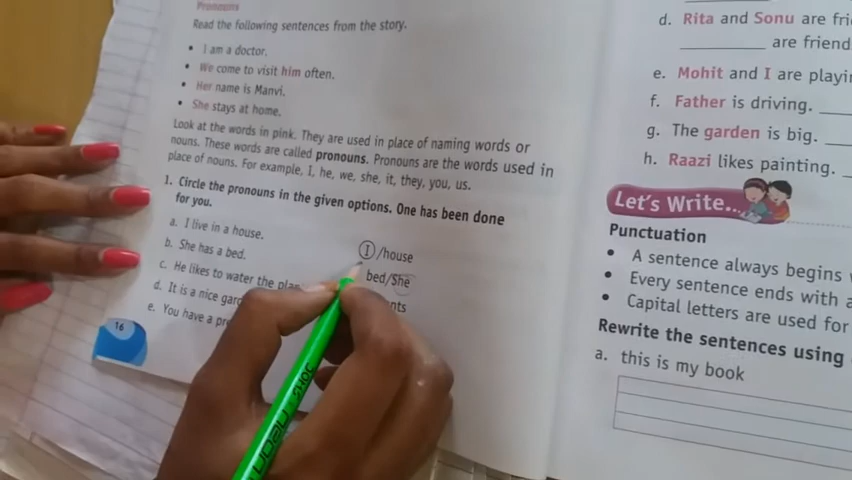 Pronouns
Read the following sentences from the story.
• I am a doctor.
• We come to visit him often.
• Her name is Manvi.
• She stays at home.
Look at the words in pink. They are used in place of naming words or
nouns. These words are called pronouns. Pronouns are the words used in
place of nouns. For example, I, he, we, she, it, they, you, us.
1. Circle the pronouns in the given options. One has been done
for you.
a. I live in a house.
I/house
b. She has a bed.
bed/She
c. He likes to water the
d. It is a nice
e. You have a
16
d. Rita and Sonu are
are
e. Mohit and I are
f. Father is driving.
g. The garden is big.
h. Raazi likes painting.
Let's Write...
Punctuation
• A sentence always begins
• Every sentence ends with a
• Capital letters are used for
Rewrite the sentences using
a. this is my book